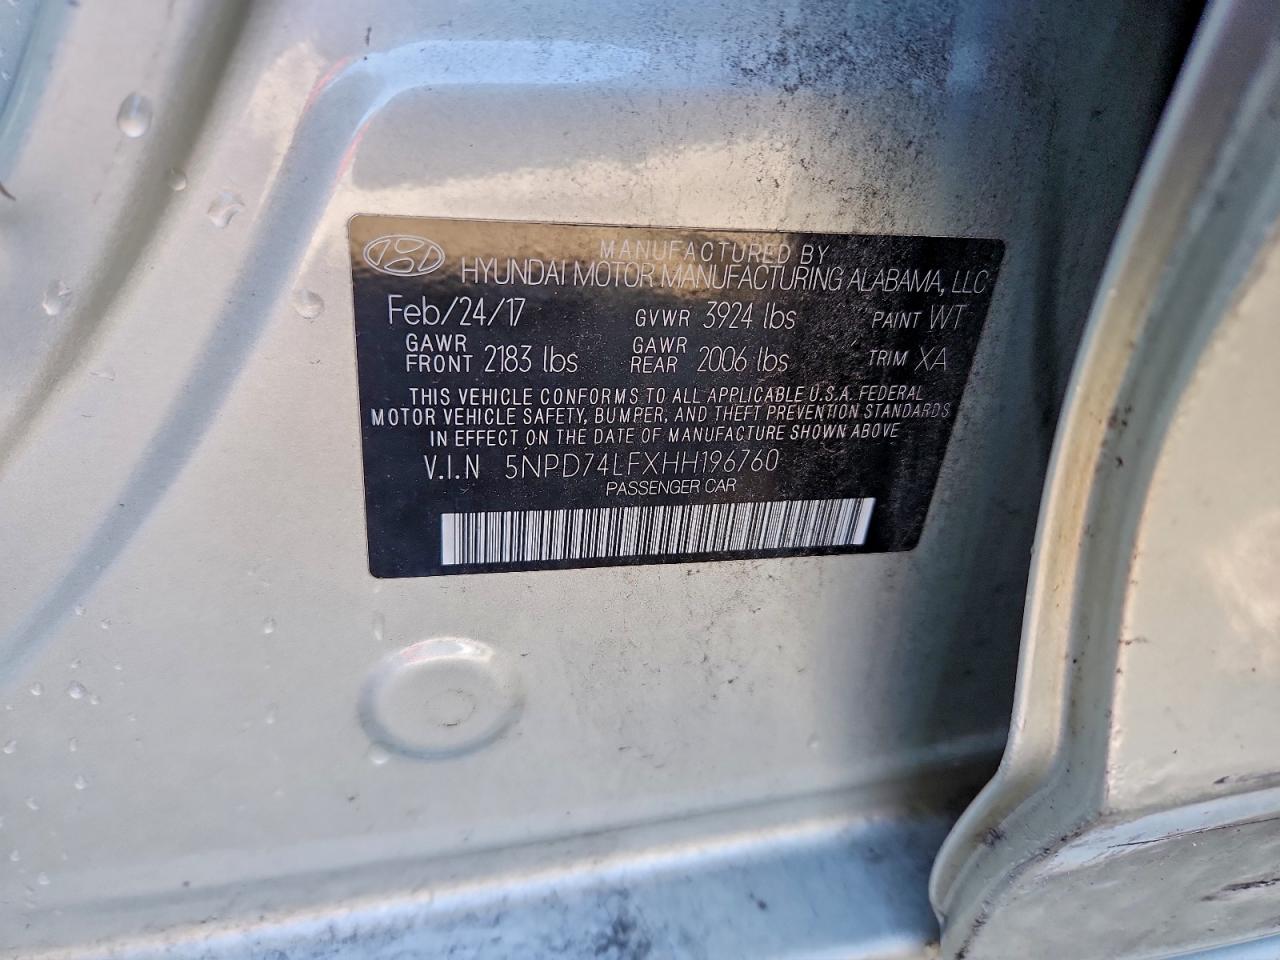 MANUFACTURED BY
HYUNDAI MOTOR MANUFACTURING ALABAMA, LLC
Feb/24/17 GVWR 3924 lbs PAINT WT
GAWR FRONT 2183 lbs GAWR REAR 2006 lbs TRIM XA
THIS VEHICLE CONFORMS TO ALL APPLICABLE U.S.A. FEDERAL
MOTOR VEHICLE SAFETY, BUMPER, AND THEFT PREVENTION STANDARDS
IN EFFECT ON THE DATE OF MANUFACTURE SHOWN ABOVE
V.I.N 5NPD74LFXHH196760
PASSENGER CAR